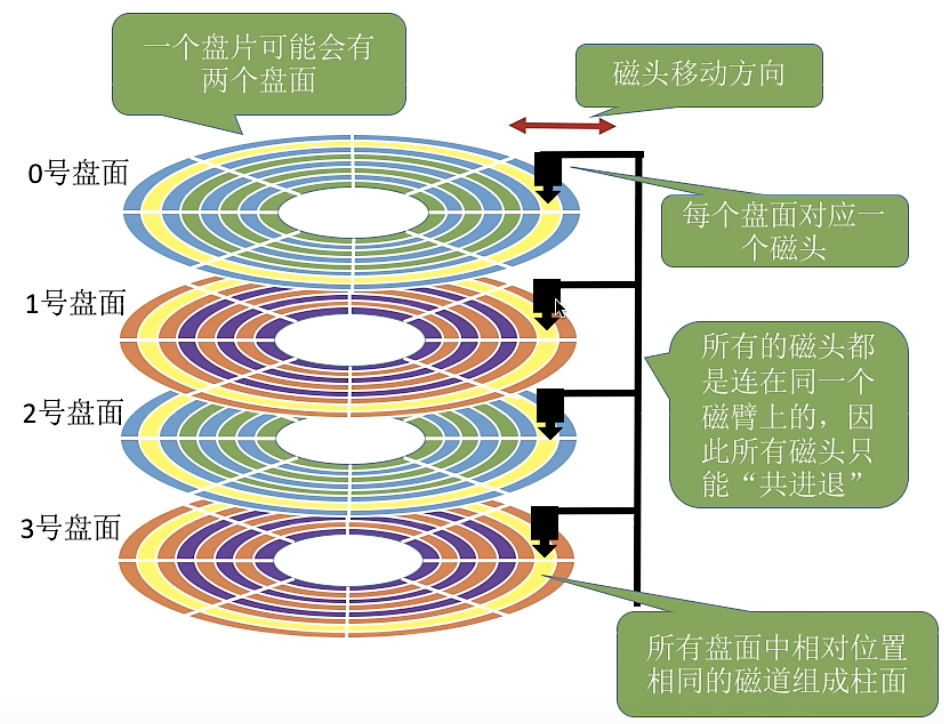 一个盘片可能会有
两个盘面
磁头移动方向
0号盘面
每个盘面对应一
个磁头
1号盘面
所有的磁头都
是连在同一个
磁臂上的，因
此所有磁头只
能“共进退”
2号盘面
3号盘面
所有盘面中相对位置
相同的磁道组成柱面